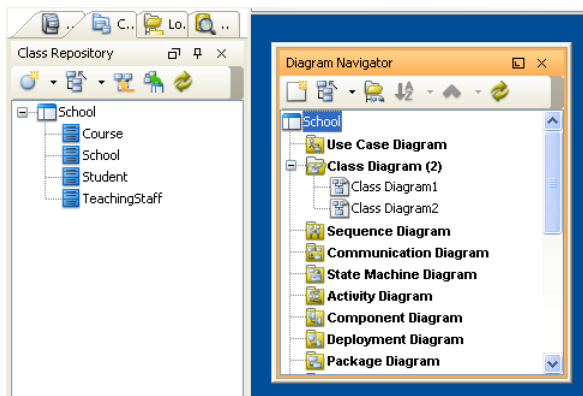 C..
Lo..
Class Repository
School
Course
School
Student
TeachingStaff
Diagram Navigator
School
Use Case Diagram
Class Diagram (2)
Class Diagram1
Class Diagram2
Sequence Diagram
Communication Diagram
State Machine Diagram
Activity Diagram
Component Diagram
Deployment Diagram
Package Diagram